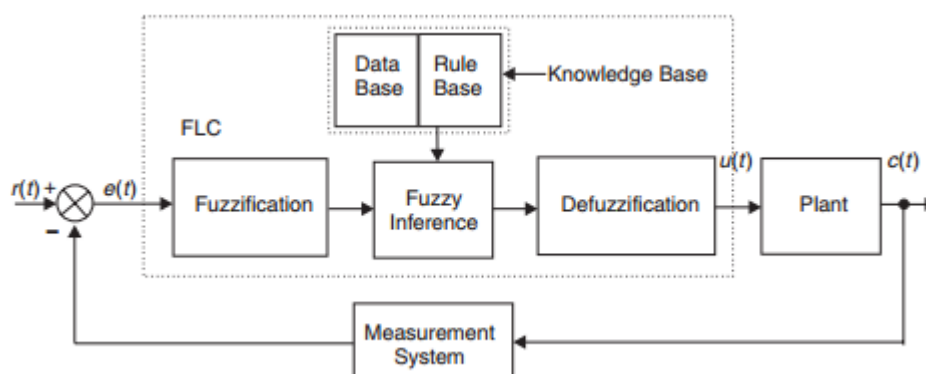 Data
Base
Rule
Base
Knowledge Base
FLC
r(t) +
e(t)
Fuzzification
Fuzzy
Inference
Defuzzification
u(t)
Plant
c(t)
–
Measurement
System